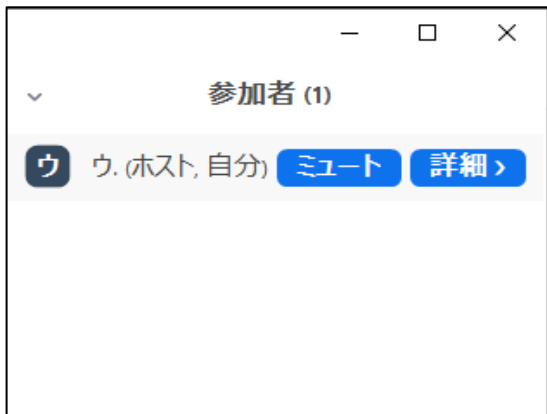 参加者 (1)
ウ ウ. (ホスト, 自分) ミュート 詳細 ›